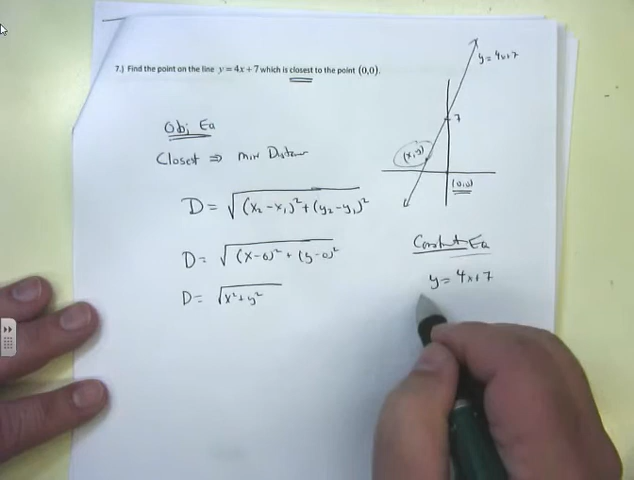 7.) Find the point on the line y = 4x + 7 which is closest to the point (0,0).
y = 4x+7
7
(x,y)
(0,0)
Obj Eq
Closest ⇒ min Distance
D = √(x₂-x₁)²+(y₂-y₁)²
D = √(x-0)²+(y-0)²
D = √x²+y²
Constraint Eq
y = 4x+7